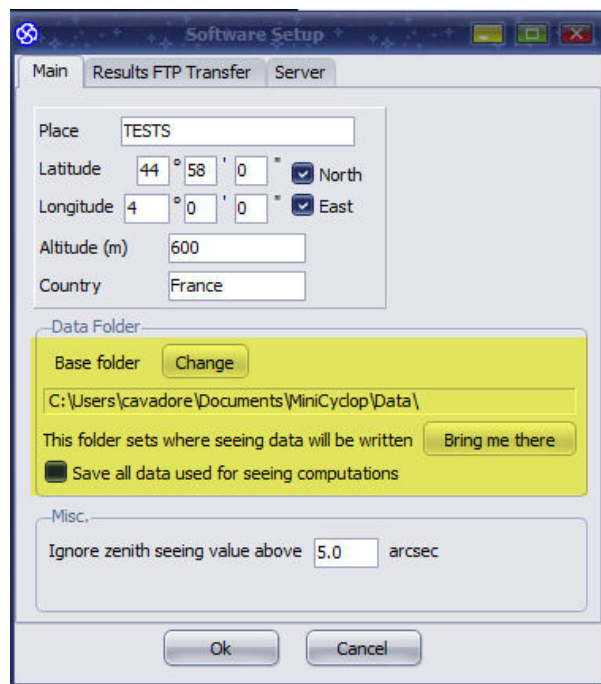 Software Setup
Main Results FTP Transfer Server
Place TESTS
Latitude 44 ° 58 ' 0 " North
Longitude 4 ° 0 ' 0 " East
Altitude (m) 600
Country France
Data Folder
Base folder Change
C:\Users\cavadore\Documents\MiniCyclop\Data\
This folder sets where seeing data will be written Bring me there
Save all data used for seeing computations
Misc.
Ignore zenith seeing value above 5.0 arcsec
Ok Cancel